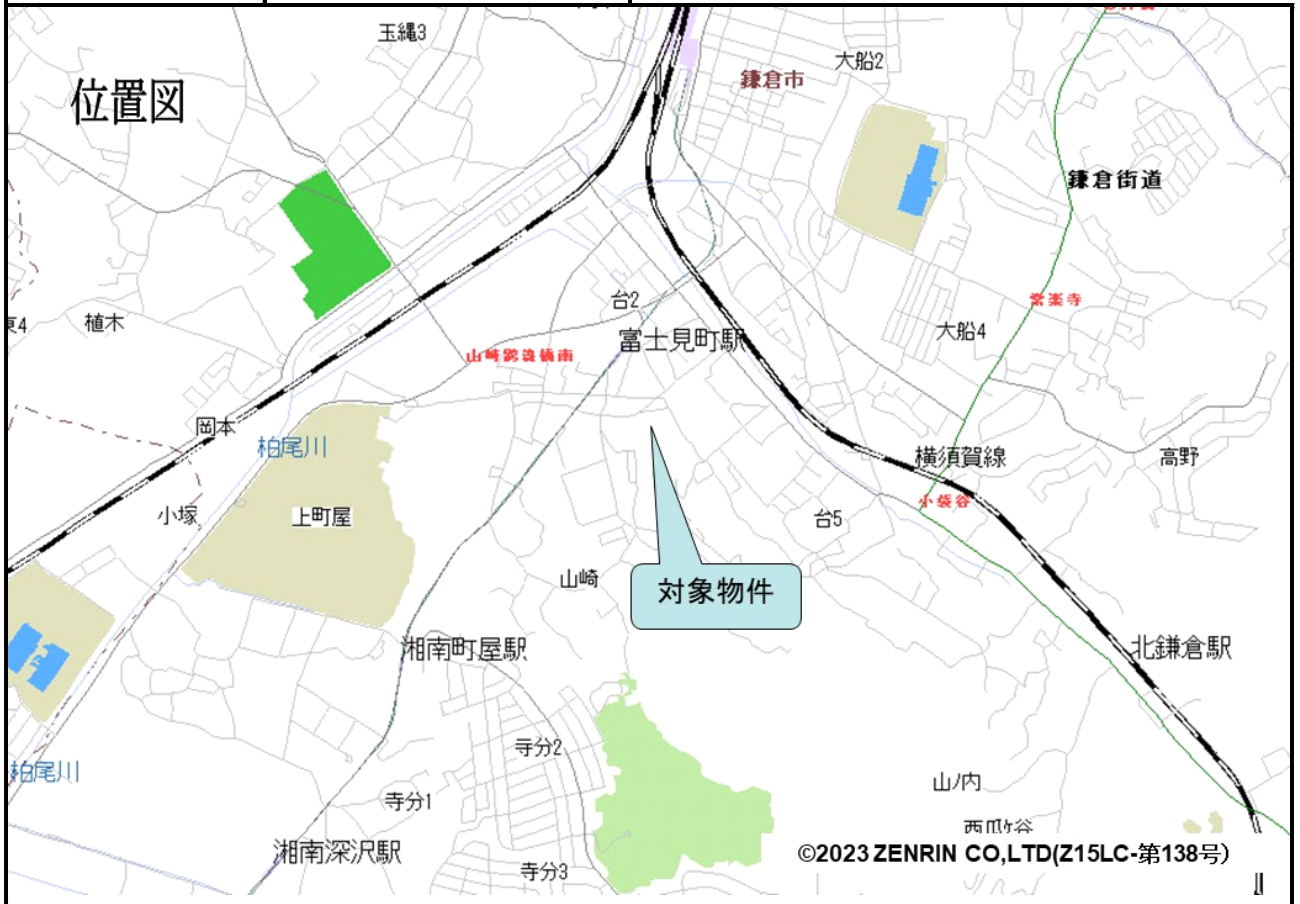 位置図
玉縄3
大船2
鎌倉市
鎌倉街道
植木
台2
常楽寺
大船4
富士見町駅
山崎跨線橋南
岡本
柏尾川
横須賀線
高野
小袋谷
小塚
上町屋
台5
山崎
対象物件
湘南町屋駅
北鎌倉駅
寺分2
柏尾川
寺分1
山ノ内
西瓜ケ谷
湘南深沢駅
寺分3
©2023 ZENRIN CO,LTD(Z15LC-第138号)